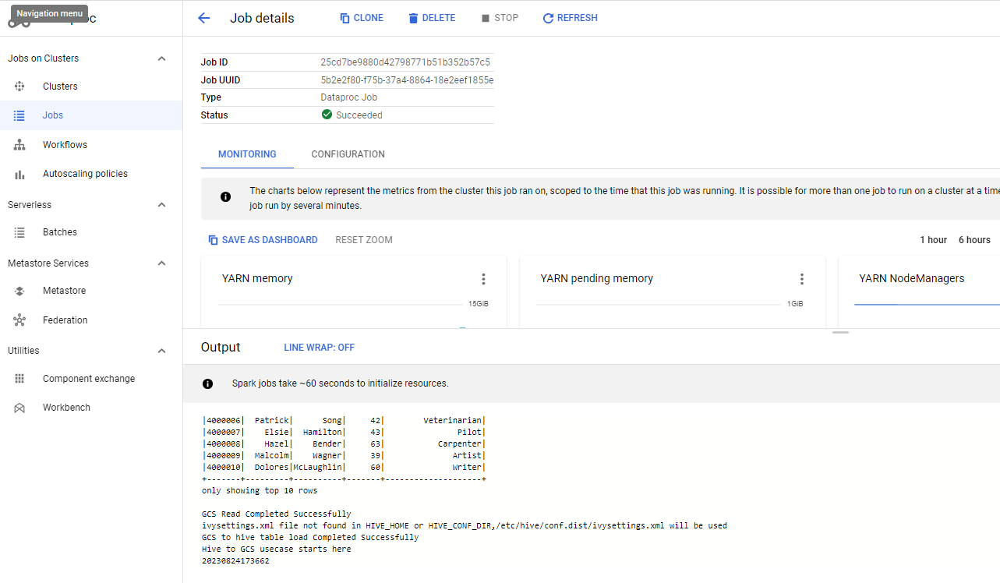 Navigation menu
Job details
CLONE
DELETE
STOP
REFRESH
Jobs on Clusters
Clusters
Jobs
Workflows
Autoscaling policies
Serverless
Batches
Metastore Services
Metastore
Federation
Utilities
Component exchange
Workbench
Job ID 25cd7be9880d42798771b51b352b57c5
Job UUID 5b2e2f80-f75b-37a4-8864-18e2eef1855e
Type Dataproc Job
Status Succeeded
MONITORING CONFIGURATION
The charts below represent the metrics from the cluster this job ran on, scoped to the time that this job was running. It is possible for more than one job to run on a cluster at a time
job run by several minutes.
SAVE AS DASHBOARD RESET ZOOM 1 hour 6 hours
YARN memory
15GiB
YARN pending memory
1GiB
YARN NodeManagers
Output LINE WRAP: OFF
Spark jobs take ~60 seconds to initialize resources.
|4000006|  Patrick|      Song|     42|        Veterinarian|
|4000007|    Elsie|  Hamilton|     43|               Pilot|
|4000008|    Hazel|    Bender|     63|           Carpenter|
|4000009|  Malcolm|    Wagner|     39|              Artist|
|4000010|  Dolores|McLaughlin|     60|              Writer|
+-------+---------+----------+-------+--------------------+
only showing top 10 rows
GCS Read Completed Successfully
ivysettings.xml file not found in HIVE_HOME or HIVE_CONF_DIR,/etc/hive/conf.dist/ivysettings.xml will be used
GCS to hive table load Completed Successfully
Hive to GCS usecase starts here
20230824173662